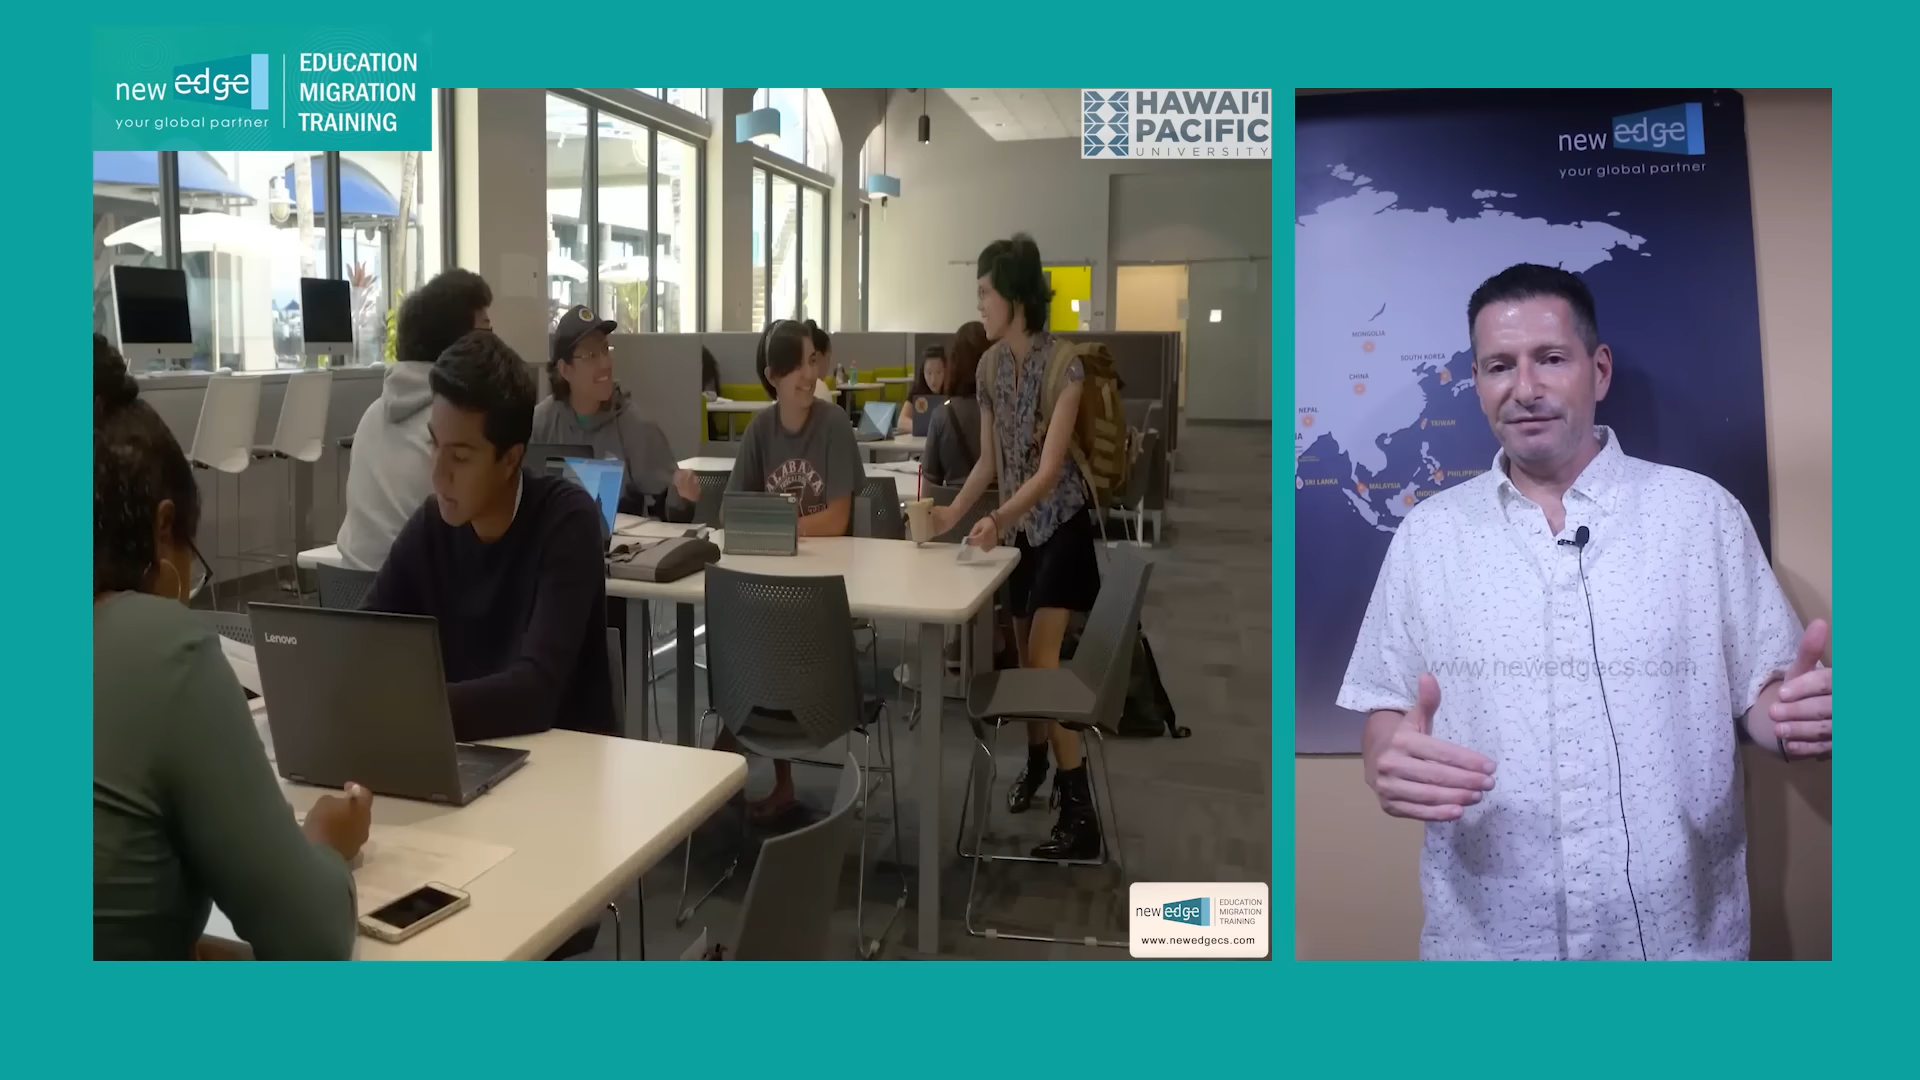 new edge
your global partner
EDUCATION
MIGRATION
TRAINING
HAWAIʻI
PACIFIC
UNIVERSITY
Lenovo
new edge
EDUCATION
MIGRATION
TRAINING
www.newedgecs.com
new edge
your global partner
MONGOLIA
SOUTH KOREA
CHINA
NEPAL
TAIWAN
SRI LANKA
MALAYSIA
www.newedgecs.com